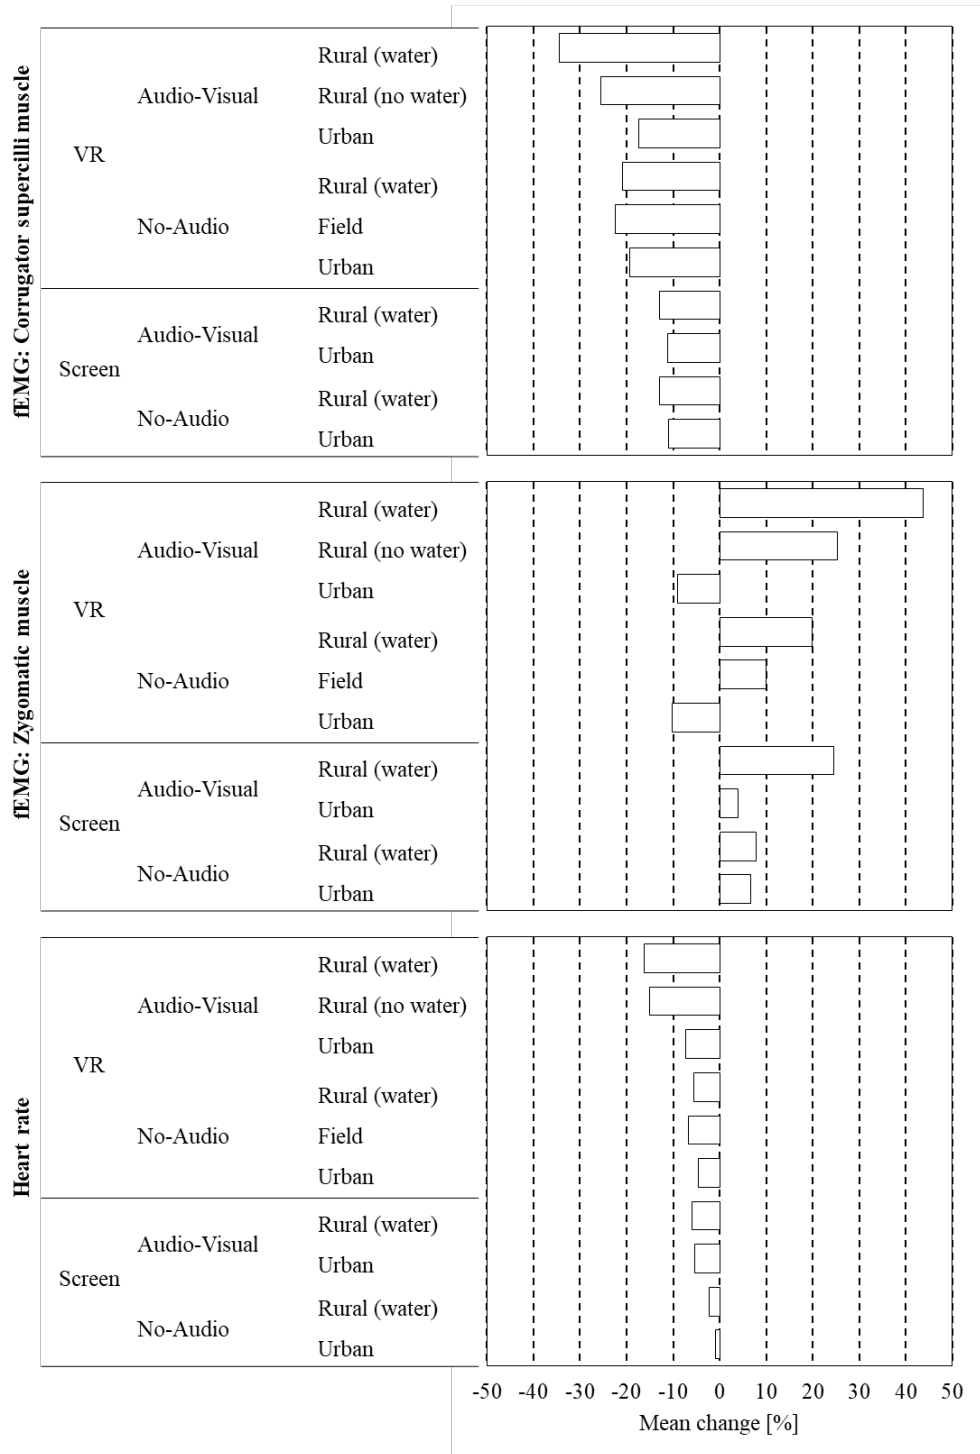 fEMG: Corrugator supercilli muscle
VR
Audio-Visual
Rural (water)
Rural (no water)
Urban
No-Audio
Rural (water)
Field
Urban
Screen
Audio-Visual
Rural (water)
Urban
No-Audio
Rural (water)
Urban
fEMG: Zygomatic muscle
VR
Audio-Visual
Rural (water)
Rural (no water)
Urban
No-Audio
Rural (water)
Field
Urban
Screen
Audio-Visual
Rural (water)
Urban
No-Audio
Rural (water)
Urban
Heart rate
VR
Audio-Visual
Rural (water)
Rural (no water)
Urban
No-Audio
Rural (water)
Field
Urban
Screen
Audio-Visual
Rural (water)
Urban
No-Audio
Rural (water)
Urban
-50 -40 -30 -20 -10 0 10 20 30 40 50
Mean change [%]